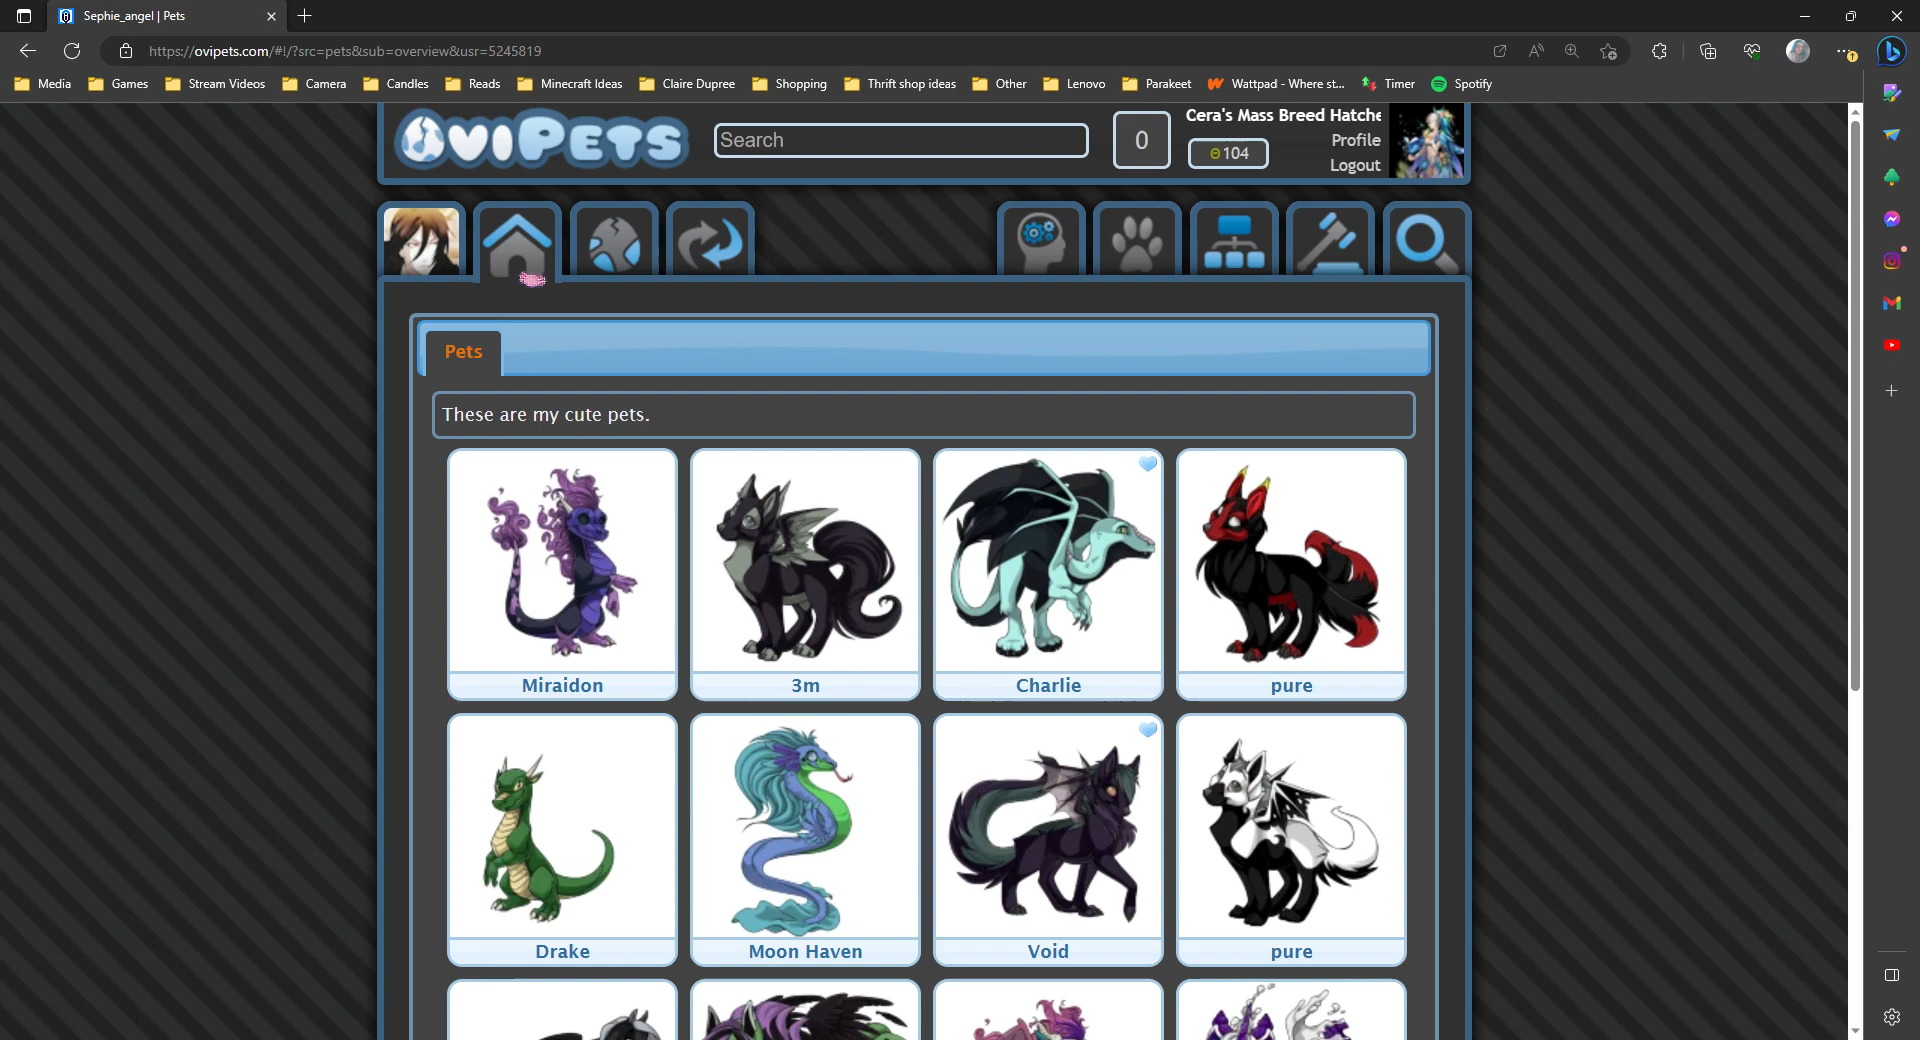 Sephie_angel | Pets
https://ovipets.com/#!/?src=pets&sub=overview&usr=5245819
Media
Games
Stream Videos
Camera
Candles
Reads
Minecraft Ideas
Claire Dupree
Shopping
Thrift shop ideas
Other
Lenovo
Parakeet
Wattpad - Where st...
Timer
Spotify
OviPets
Search
0
Cera's Mass Breed Hatche
104
Profile
Logout
Pets
These are my cute pets.
Miraidon
3m
Charlie
pure
Drake
Moon Haven
Void
pure